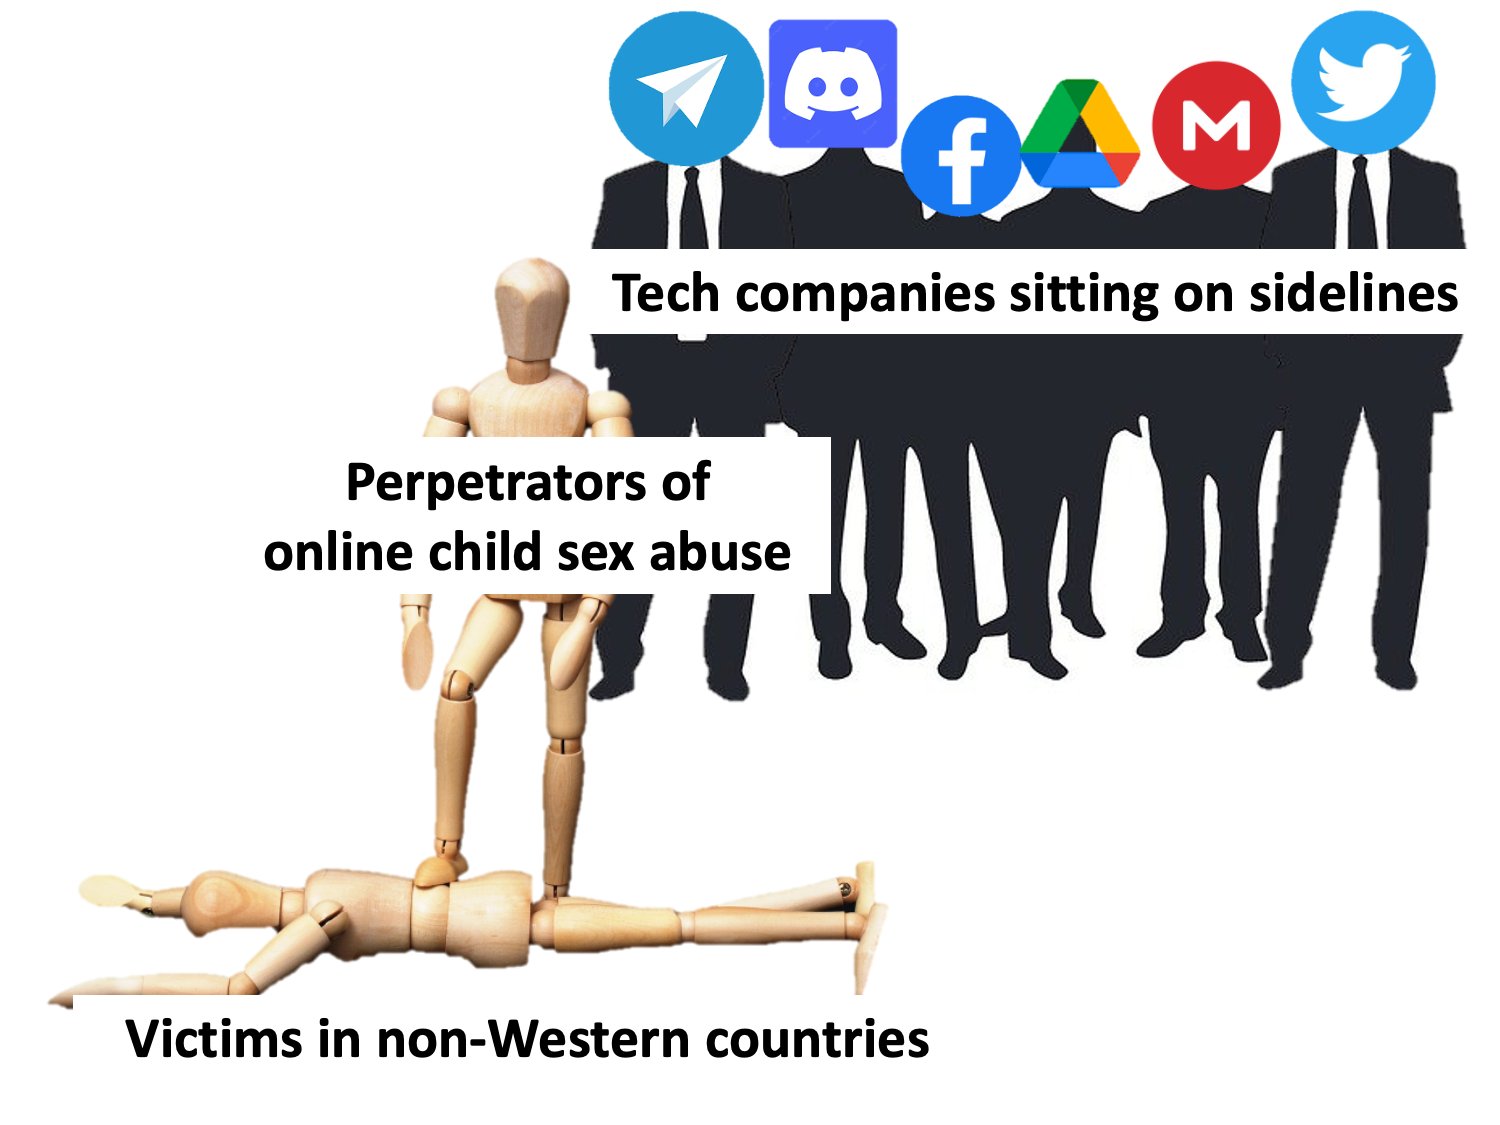 Tech companies sitting on sidelines
Perpetrators of
online child sex abuse
Victims in non-Western countries